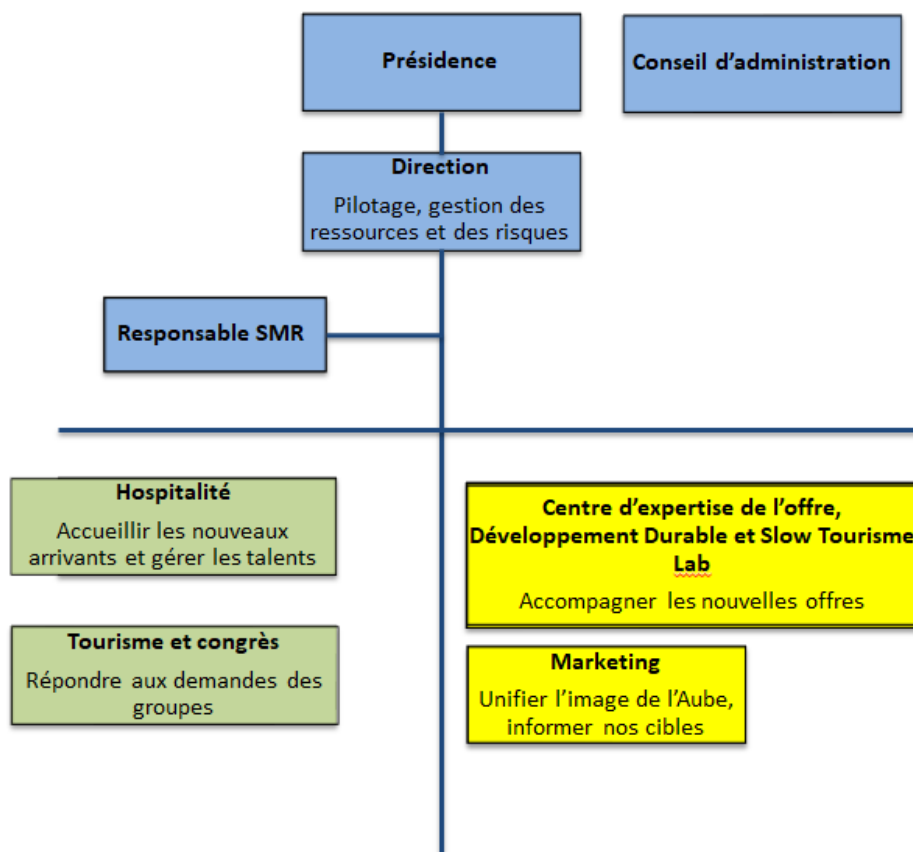 Présidence
Conseil d’administration
Direction
Pilotage, gestion des
ressources et des risques
Responsable SMR
Hospitalité
Accueillir les nouveaux
arrivants et gérer les talents
Tourisme et congrès
Répondre aux demandes des
groupes
Centre d’expertise de l’offre,
Développement Durable et Slow Tourisme
Lab
Accompagner les nouvelles offres
Marketing
Unifier l’image de l’Aube,
informer nos cibles